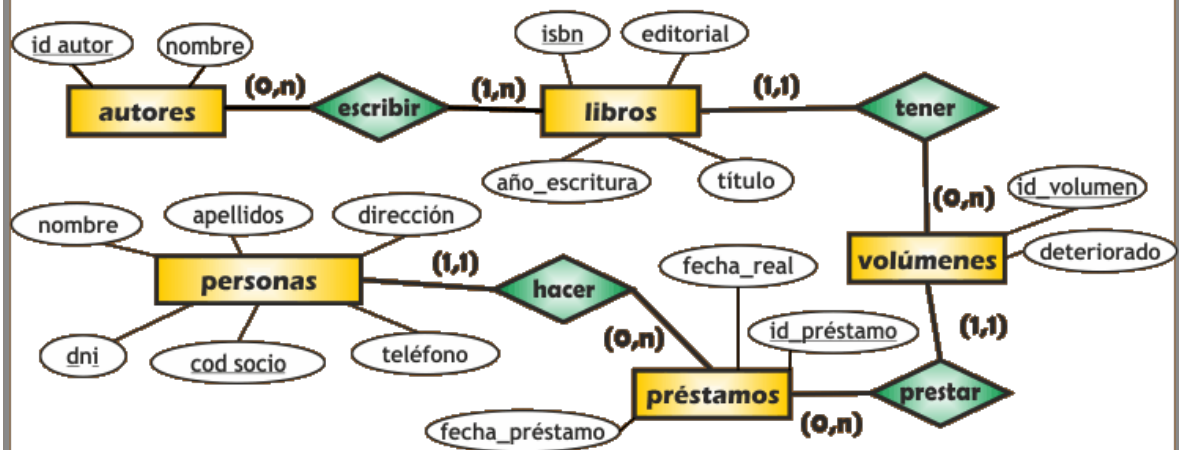 id autor
nombre
isbn
editorial
autores
(0,n)
escribir
(1,n)
libros
(1,1)
tener
año_escritura
título
id_volumen
(0,n)
nombre
apellidos
dirección
volúmenes
deteriorado
personas
(1,1)
hacer
fecha_real
dni
cod socio
teléfono
(0,n)
id_préstamo
(1,1)
préstamos
prestar
fecha_préstamo
(0,n)